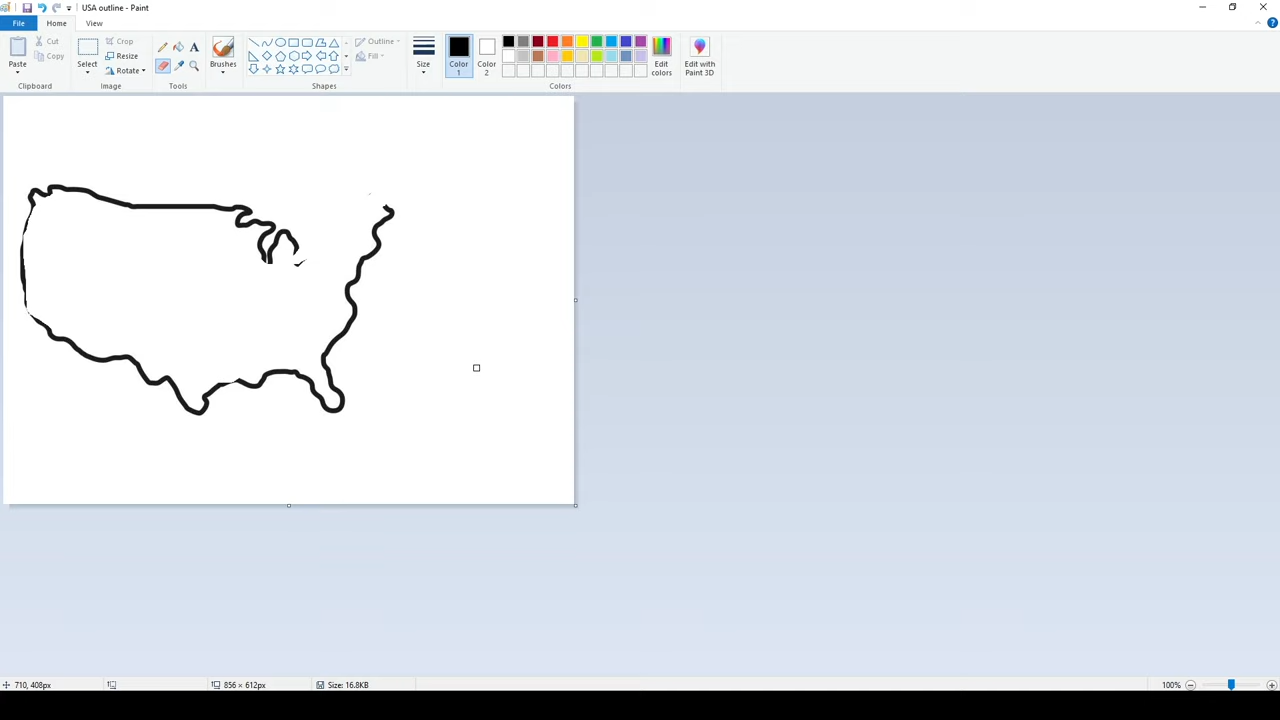 USA outline - Paint
File Home View
Paste Cut Copy Clipboard
Select Crop Resize Rotate Image
A Tools
Brushes
Outline Fill Shapes
Size
Color 1
Color 2
Edit colors
Colors
Edit with Paint 3D
710, 408px 856 × 612px Size: 16.8KB 100%